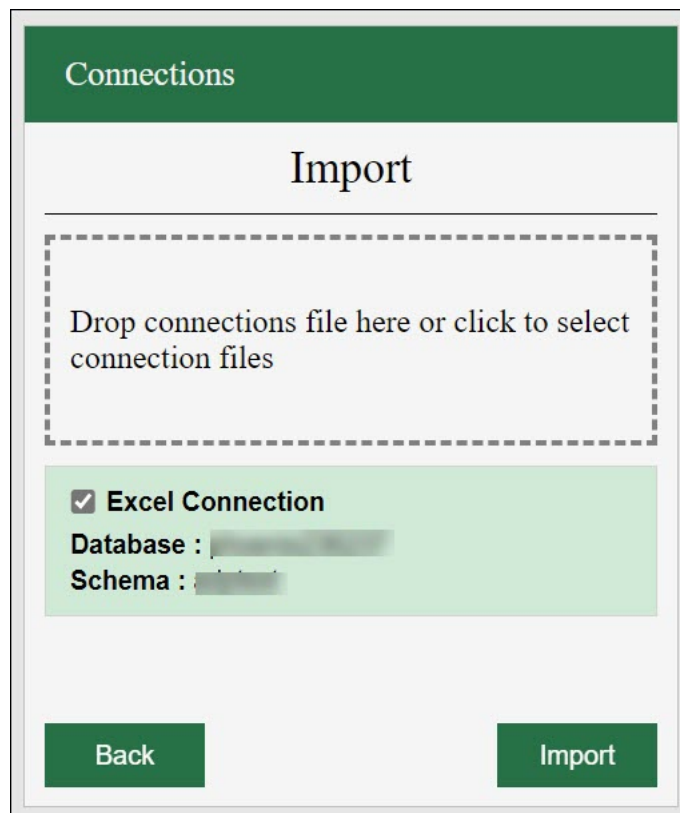 Connections
Import
Drop connections file here or click to select
connection files
Excel Connection
Database :
Schema :
Back
Import